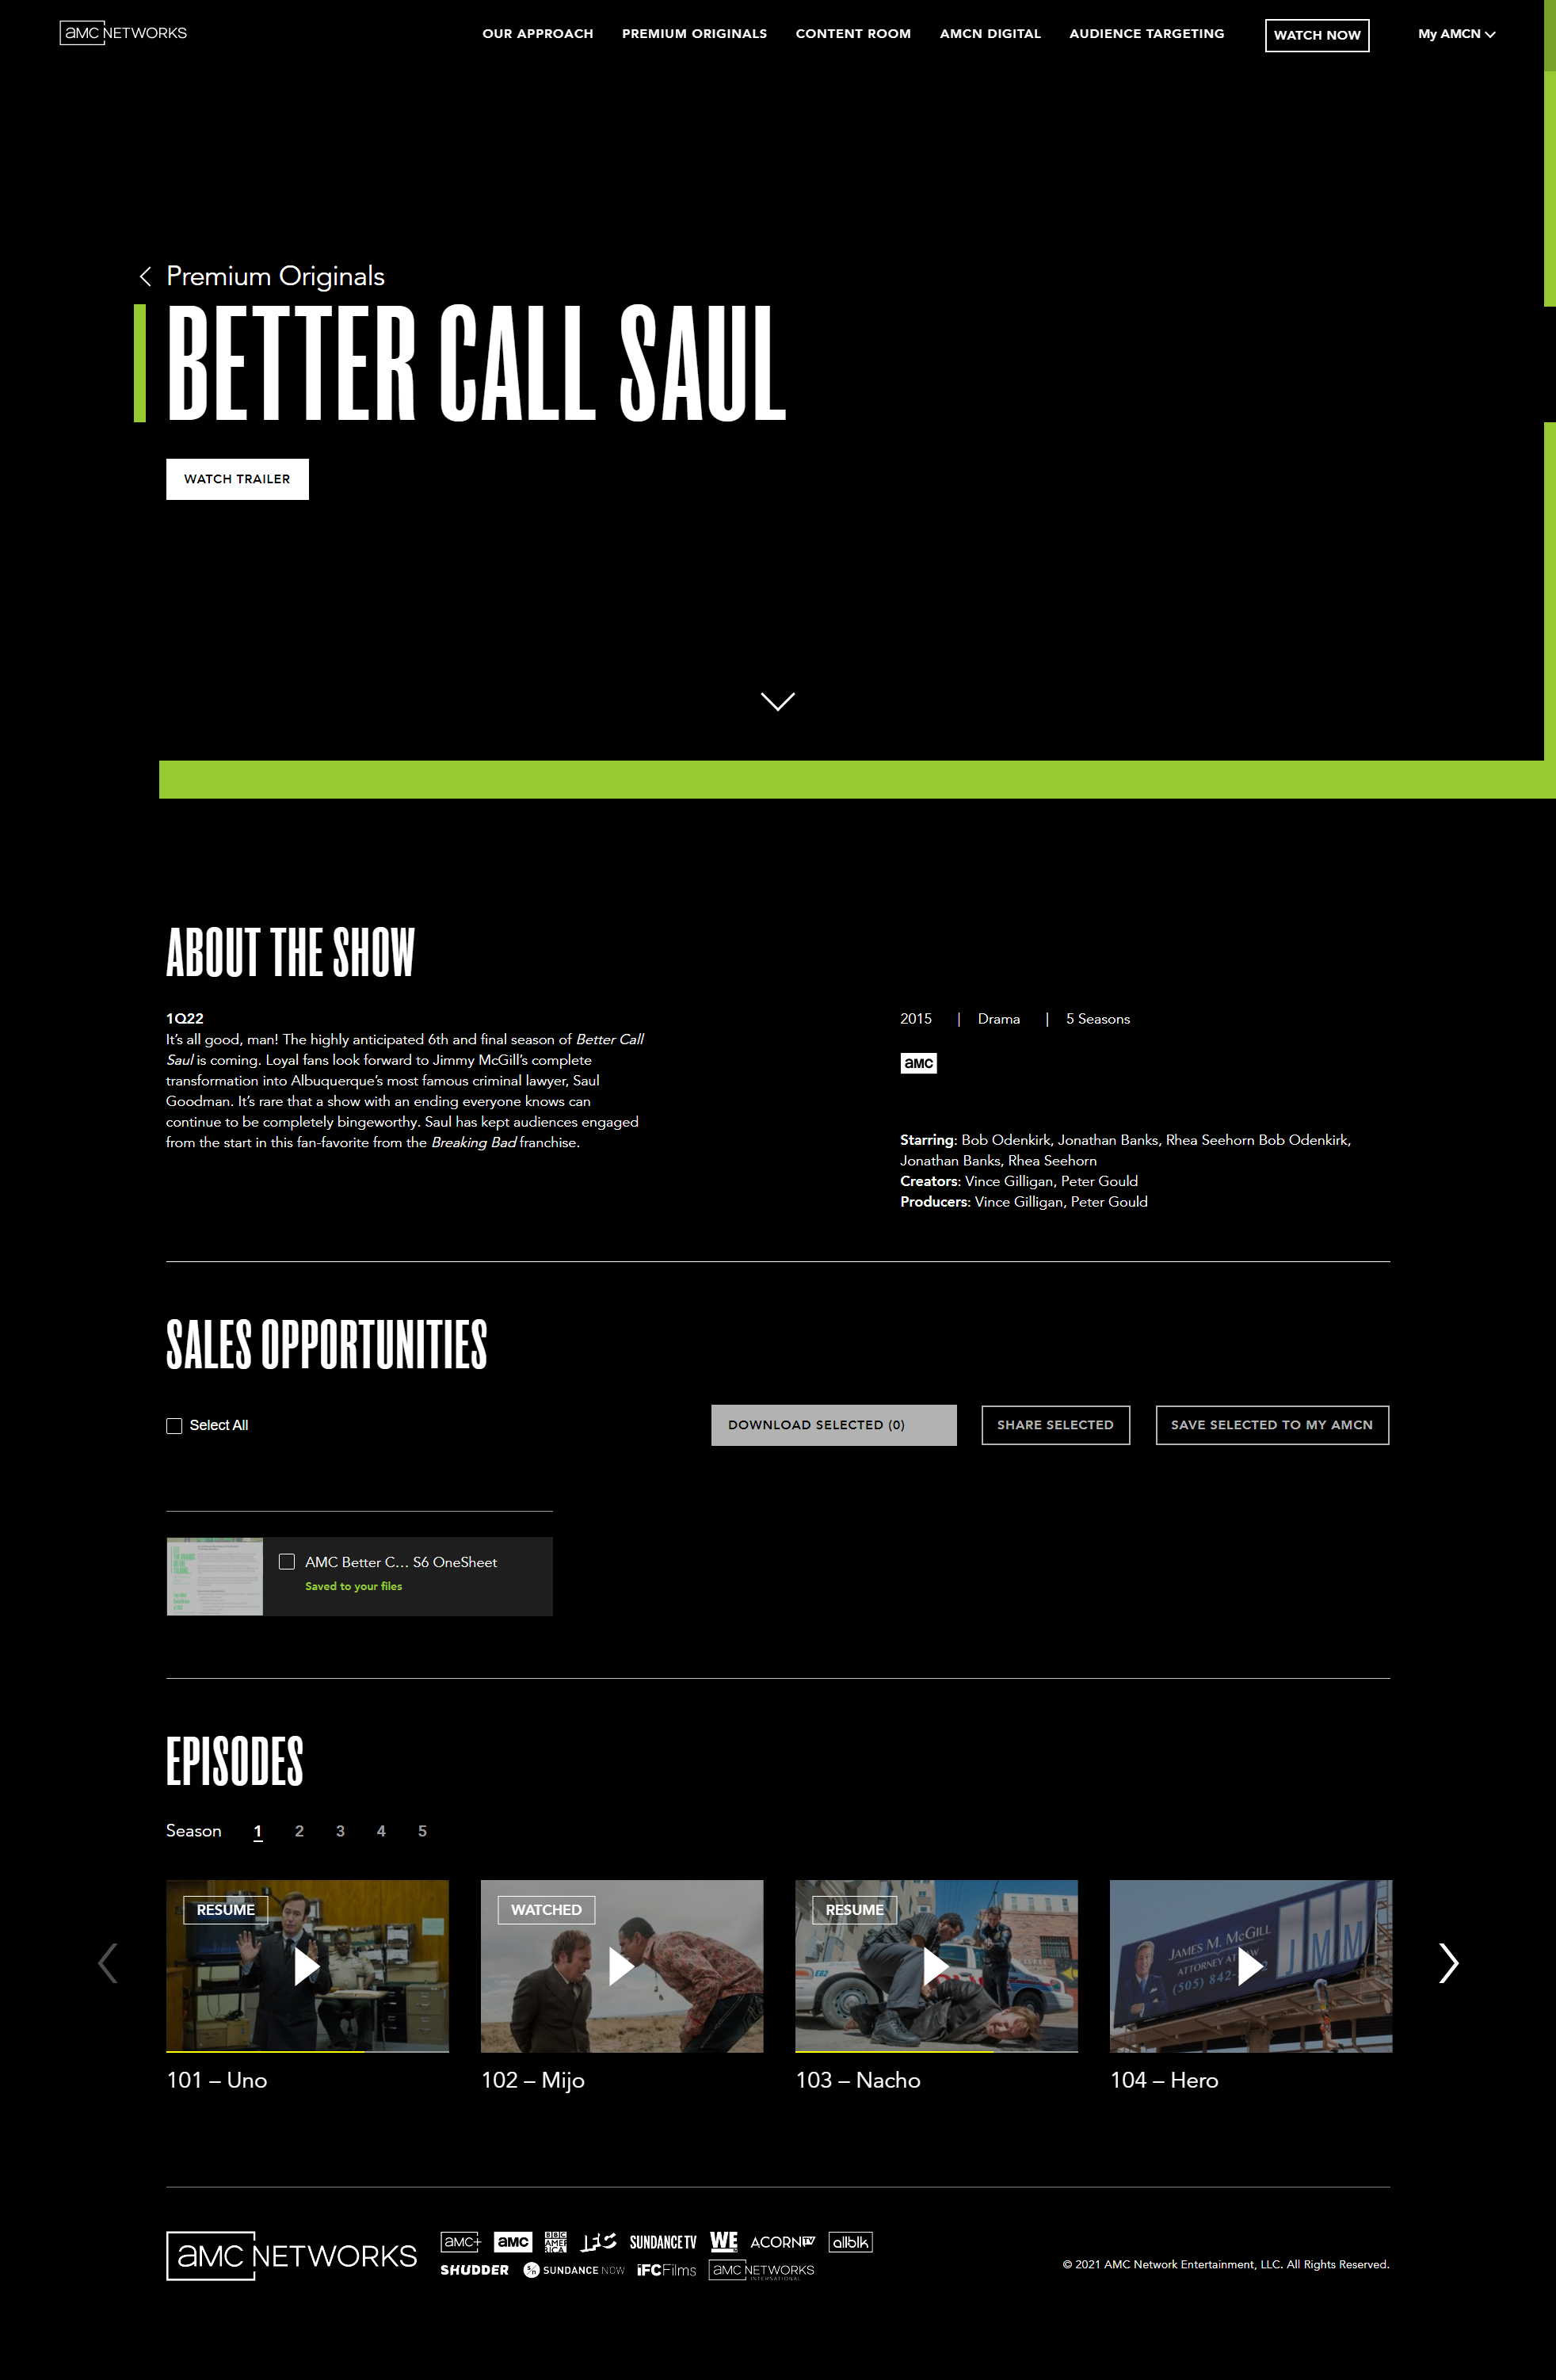 aMC NETWORKS
OUR APPROACH
PREMIUM ORIGINALS
CONTENT ROOM
AMCN DIGITAL
AUDIENCE TARGETING
WATCH NOW
My AMCN
Premium Originals
BETTER CALL SAUL
WATCH TRAILER
ABOUT THE SHOW
1Q22
It’s all good, man! The highly anticipated 6th and final season of Better Call
Saul is coming. Loyal fans look forward to Jimmy McGill’s complete
transformation into Albuquerque’s most famous criminal lawyer, Saul
Goodman. It’s rare that a show with an ending everyone knows can
continue to be completely bingeworthy. Saul has kept audiences engaged
from the start in this fan-favorite from the Breaking Bad franchise.
2015 | Drama | 5 Seasons
aMC
Starring: Bob Odenkirk, Jonathan Banks, Rhea Seehorn Bob Odenkirk,
Jonathan Banks, Rhea Seehorn
Creators: Vince Gilligan, Peter Gould
Producers: Vince Gilligan, Peter Gould
SALES OPPORTUNITIES
Select All
DOWNLOAD SELECTED (0)
SHARE SELECTED
SAVE SELECTED TO MY AMCN
AMC Better C... S6 OneSheet
Saved to your files
EPISODES
Season 1 2 3 4 5
RESUME
WATCHED
RESUME
JAMES M. McGILL
ATTORNEY AT LAW
(505) 842-
JMM
101 – Uno
102 – Mijo
103 – Nacho
104 – Hero
aMC NETWORKS
aMC+
aMC
BBC AMERICA
IFC
SUNDANCETV
WE tv
ACORN TV
allblk
SHUDDER
SUNDANCE NOW
IFC Films
aMC NETWORKS INTERNATIONAL
© 2021 AMC Network Entertainment, LLC. All Rights Reserved.